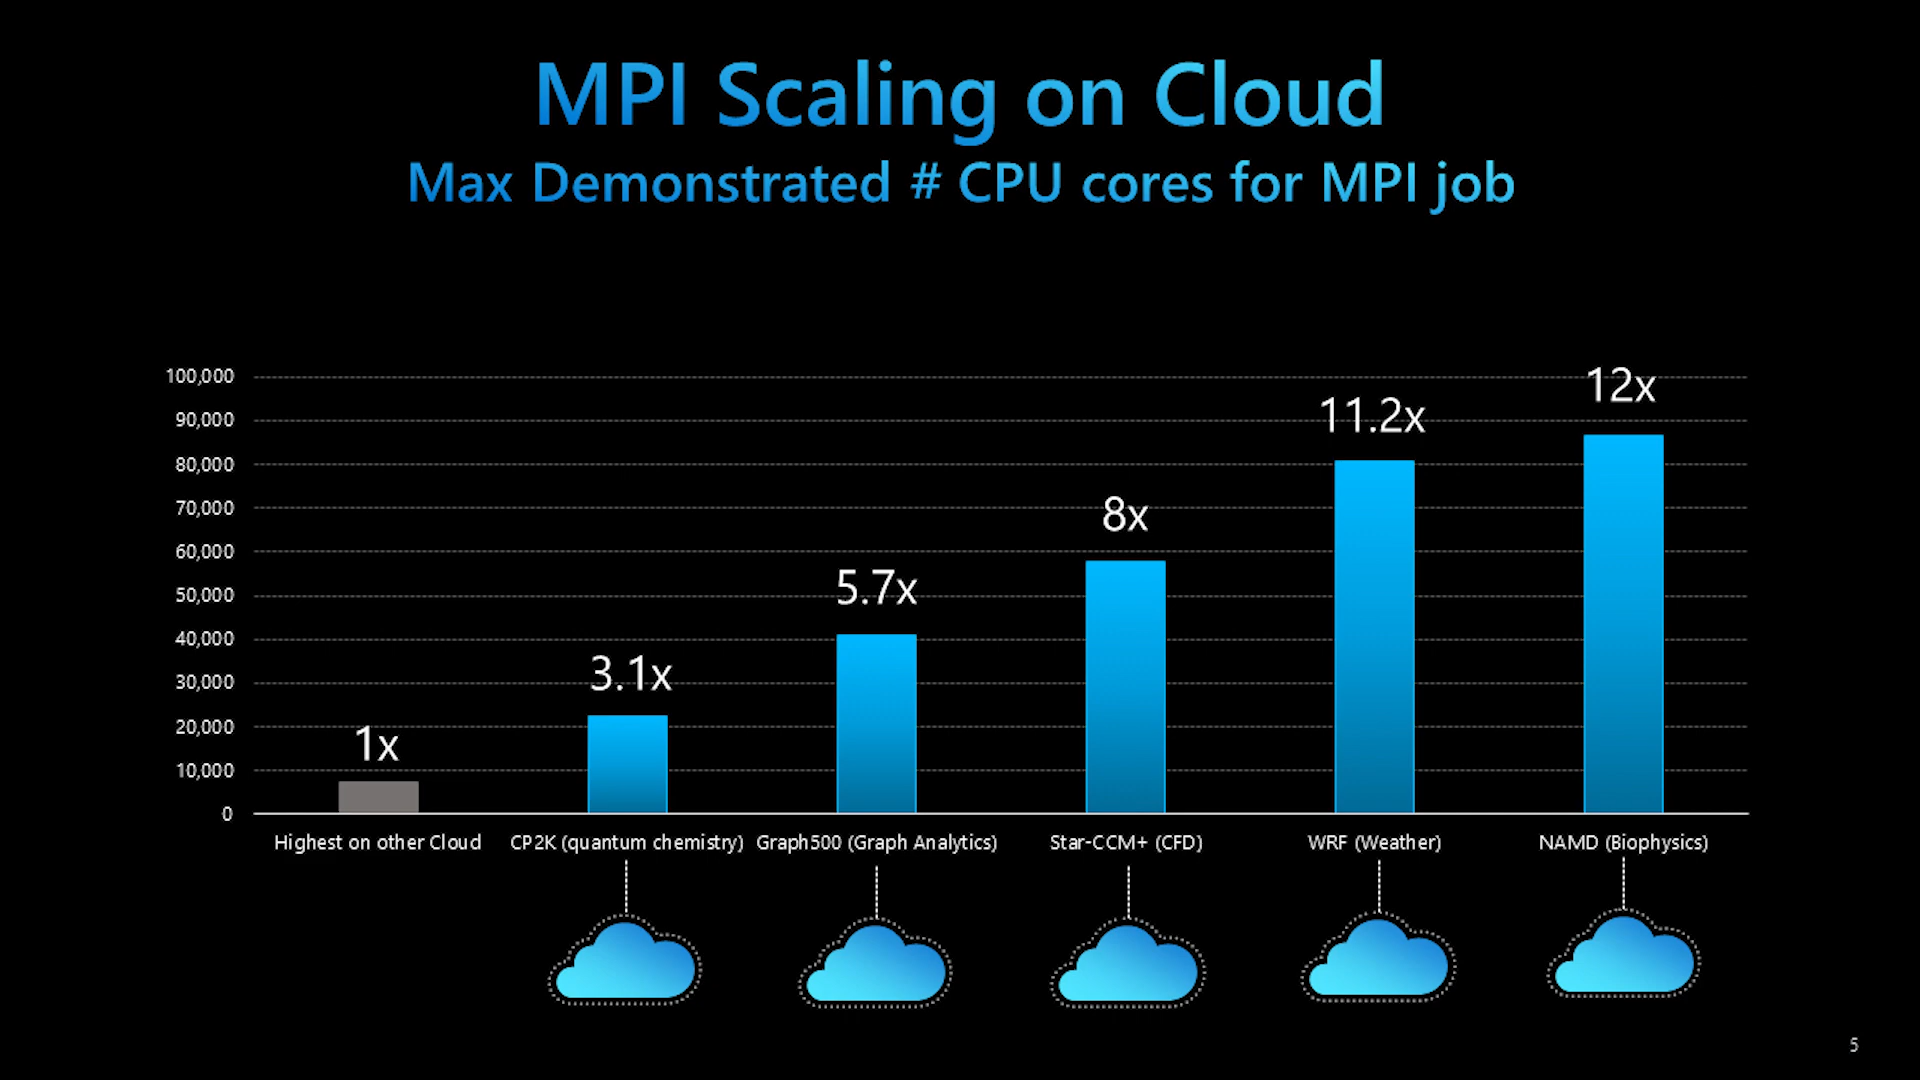 MPI Scaling on Cloud
Max Demonstrated # CPU cores for MPI job
100,000
90,000
80,000
70,000
60,000
50,000
40,000
30,000
20,000
10,000
0
1x
3.1x
5.7x
8x
11.2x
12x
Highest on other Cloud
CP2K (quantum chemistry)
Graph500 (Graph Analytics)
Star-CCM+ (CFD)
WRF (Weather)
NAMD (Biophysics)
5